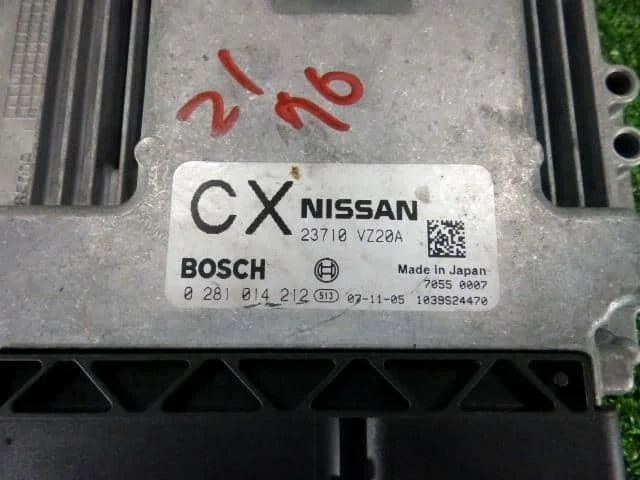 21
76
CX NISSAN
23710 VZ20A
BOSCH
Made in Japan
7055 0007
0 281 014 212 513 07-11-05 1039S24470